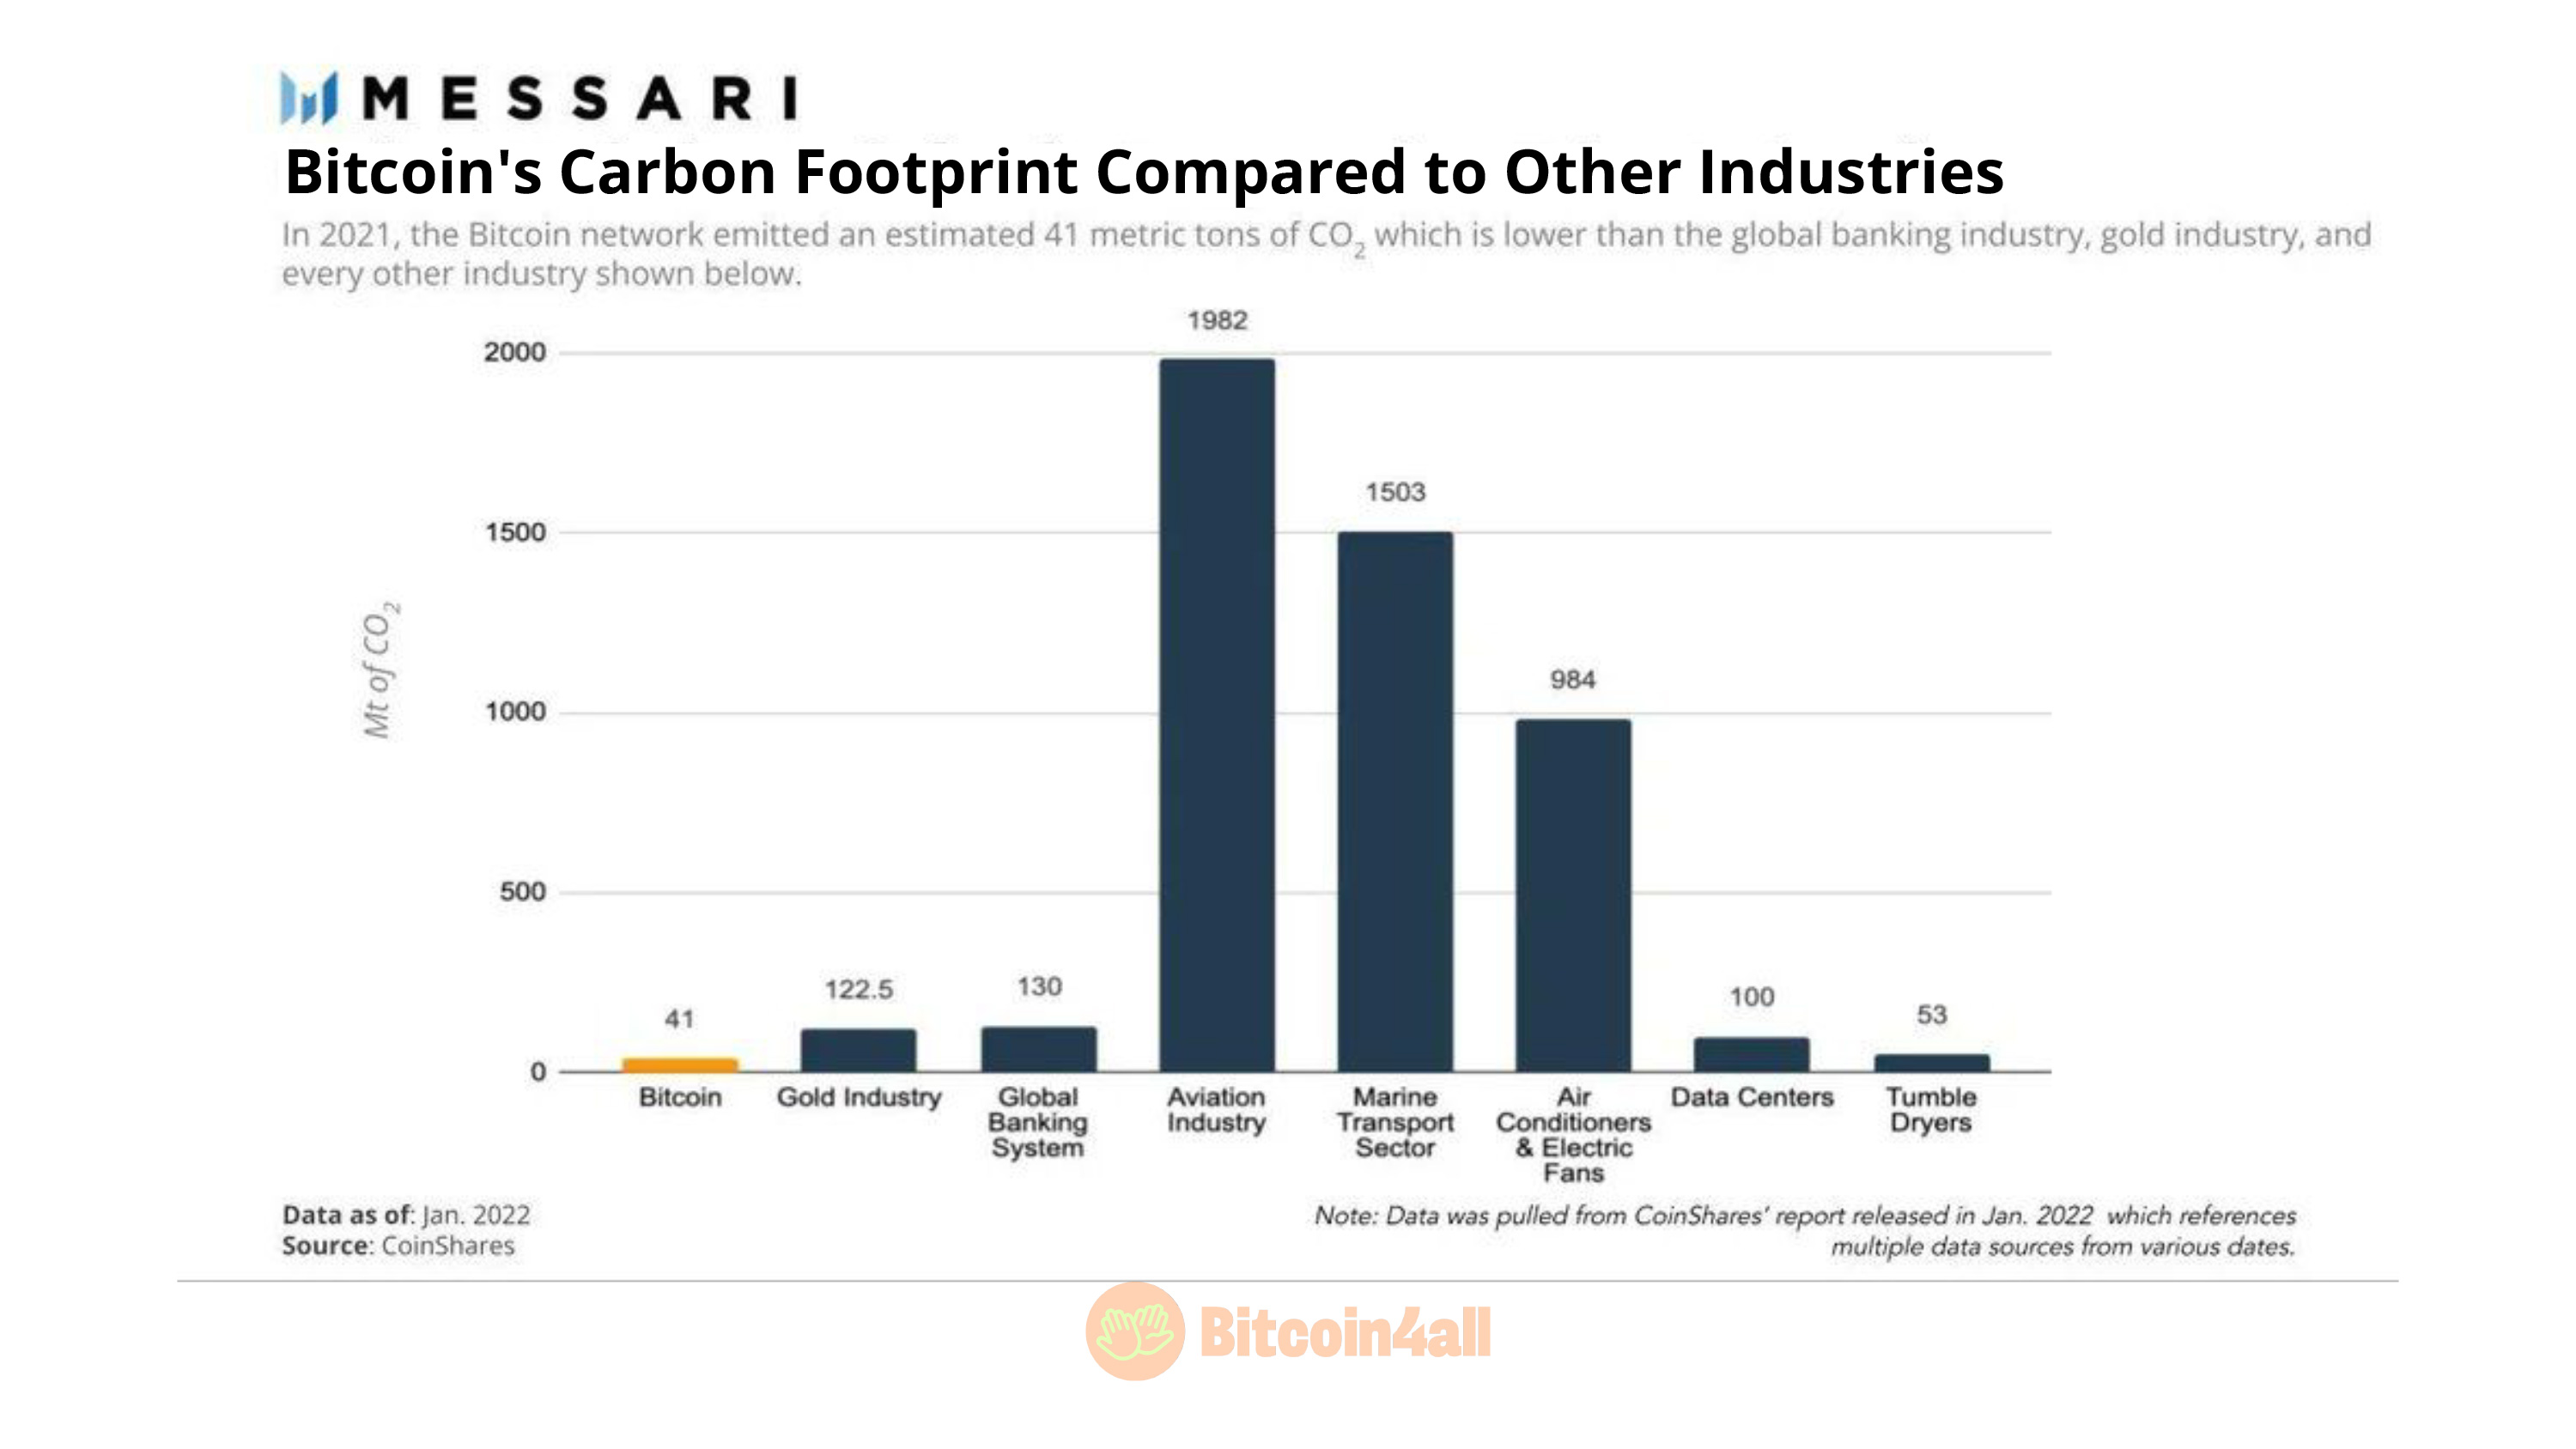 MESSARI
Bitcoin's Carbon Footprint Compared to Other Industries
In 2021, the Bitcoin network emitted an estimated 41 metric tons of CO₂ which is lower than the global banking industry, gold industry, and
every other industry shown below.
Mt of CO₂
2000
1500
1000
500
0
41
122.5
130
1982
1503
984
100
53
Bitcoin
Gold Industry
Global
Banking
System
Aviation
Industry
Marine
Transport
Sector
Air
Conditioners
& Electric
Fans
Data Centers
Tumble
Dryers
Data as of: Jan. 2022
Source: CoinShares
Note: Data was pulled from CoinShares' report released in Jan. 2022 which references
multiple data sources from various dates.
Bitcoin4all